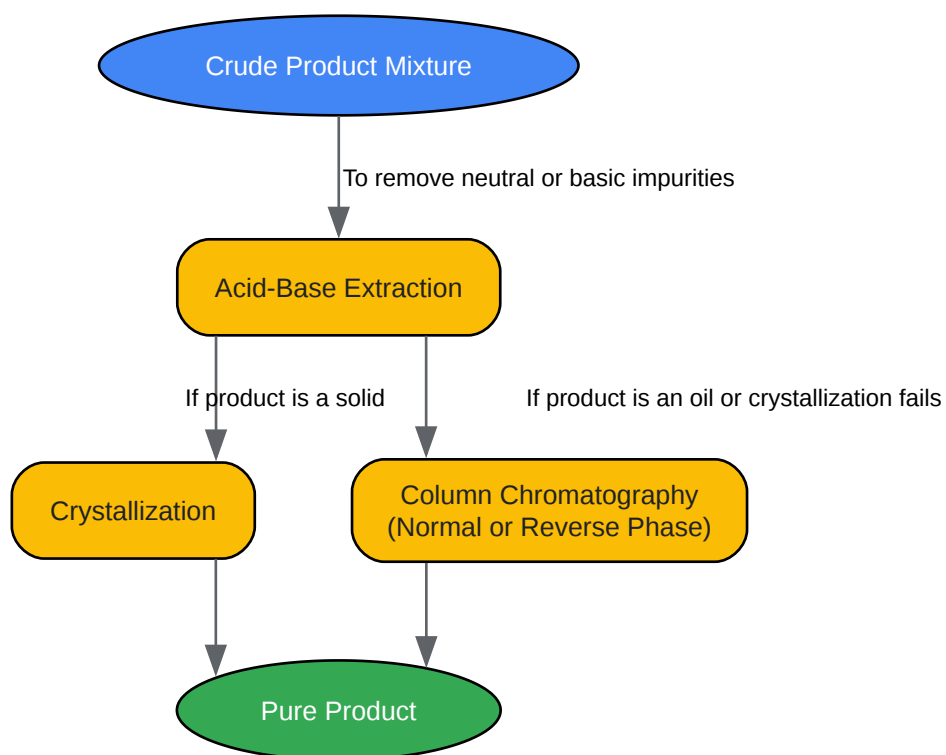 Crude Product Mixture
To remove neutral or basic impurities
Acid-Base Extraction
If product is a solid
If product is an oil or crystallization fails
Crystallization
Column Chromatography
(Normal or Reverse Phase)
Pure Product